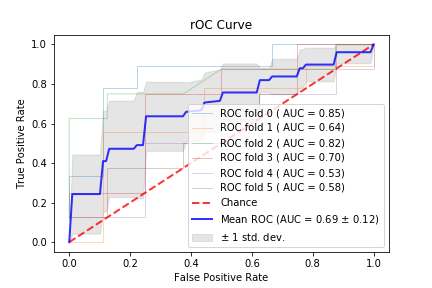 rOC Curve
1.0
0.8
0.6
0.4
0.2
0.0
True Positive Rate
ROC fold 0 ( AUC = 0.85)
ROC fold 1 ( AUC = 0.64)
ROC fold 2 ( AUC = 0.82)
ROC fold 3 ( AUC = 0.70)
ROC fold 4 ( AUC = 0.53)
ROC fold 5 ( AUC = 0.58)
Chance
Mean ROC (AUC = 0.69 ± 0.12)
± 1 std. dev.
0.0 0.2 0.4 0.6 0.8 1.0
False Positive Rate